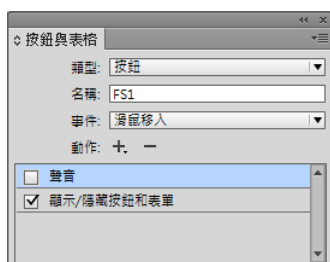 按鈕與表格
類型: 按鈕
名稱: FS1
事件: 滑鼠移入
動作:
聲音
顯示/隱藏按鈕和表單